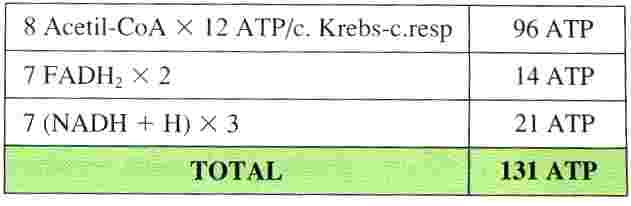 8 Acetil-CoA × 12 ATP/c. Krebs-c.resp 96 ATP
7 FADH₂ × 2 14 ATP
7 (NADH + H) × 3 21 ATP
TOTAL 131 ATP